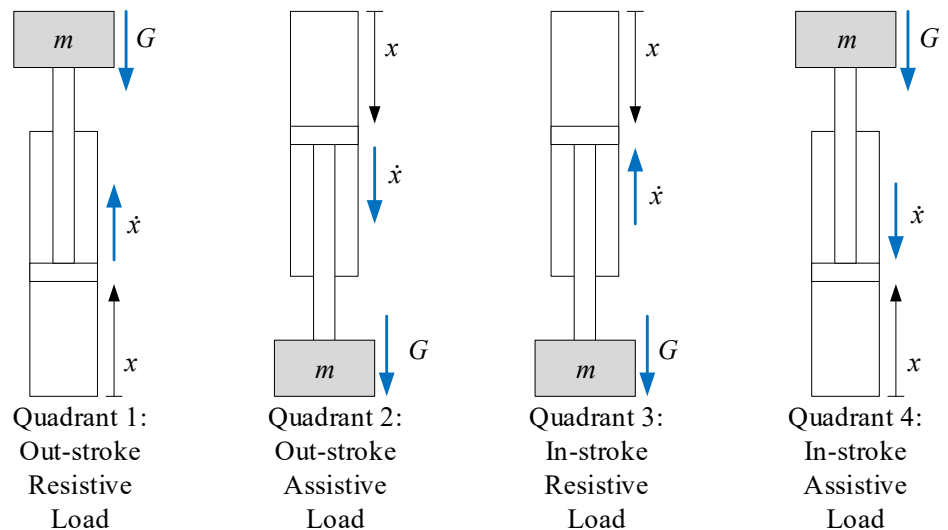 m
G
ẋ
x
Quadrant 1:
Out-stroke
Resistive
Load
x
ẋ
G
m
Quadrant 2:
Out-stroke
Assistive
Load
x
ẋ
G
m
Quadrant 3:
In-stroke
Resistive
Load
m
G
ẋ
x
Quadrant 4:
In-stroke
Assistive
Load